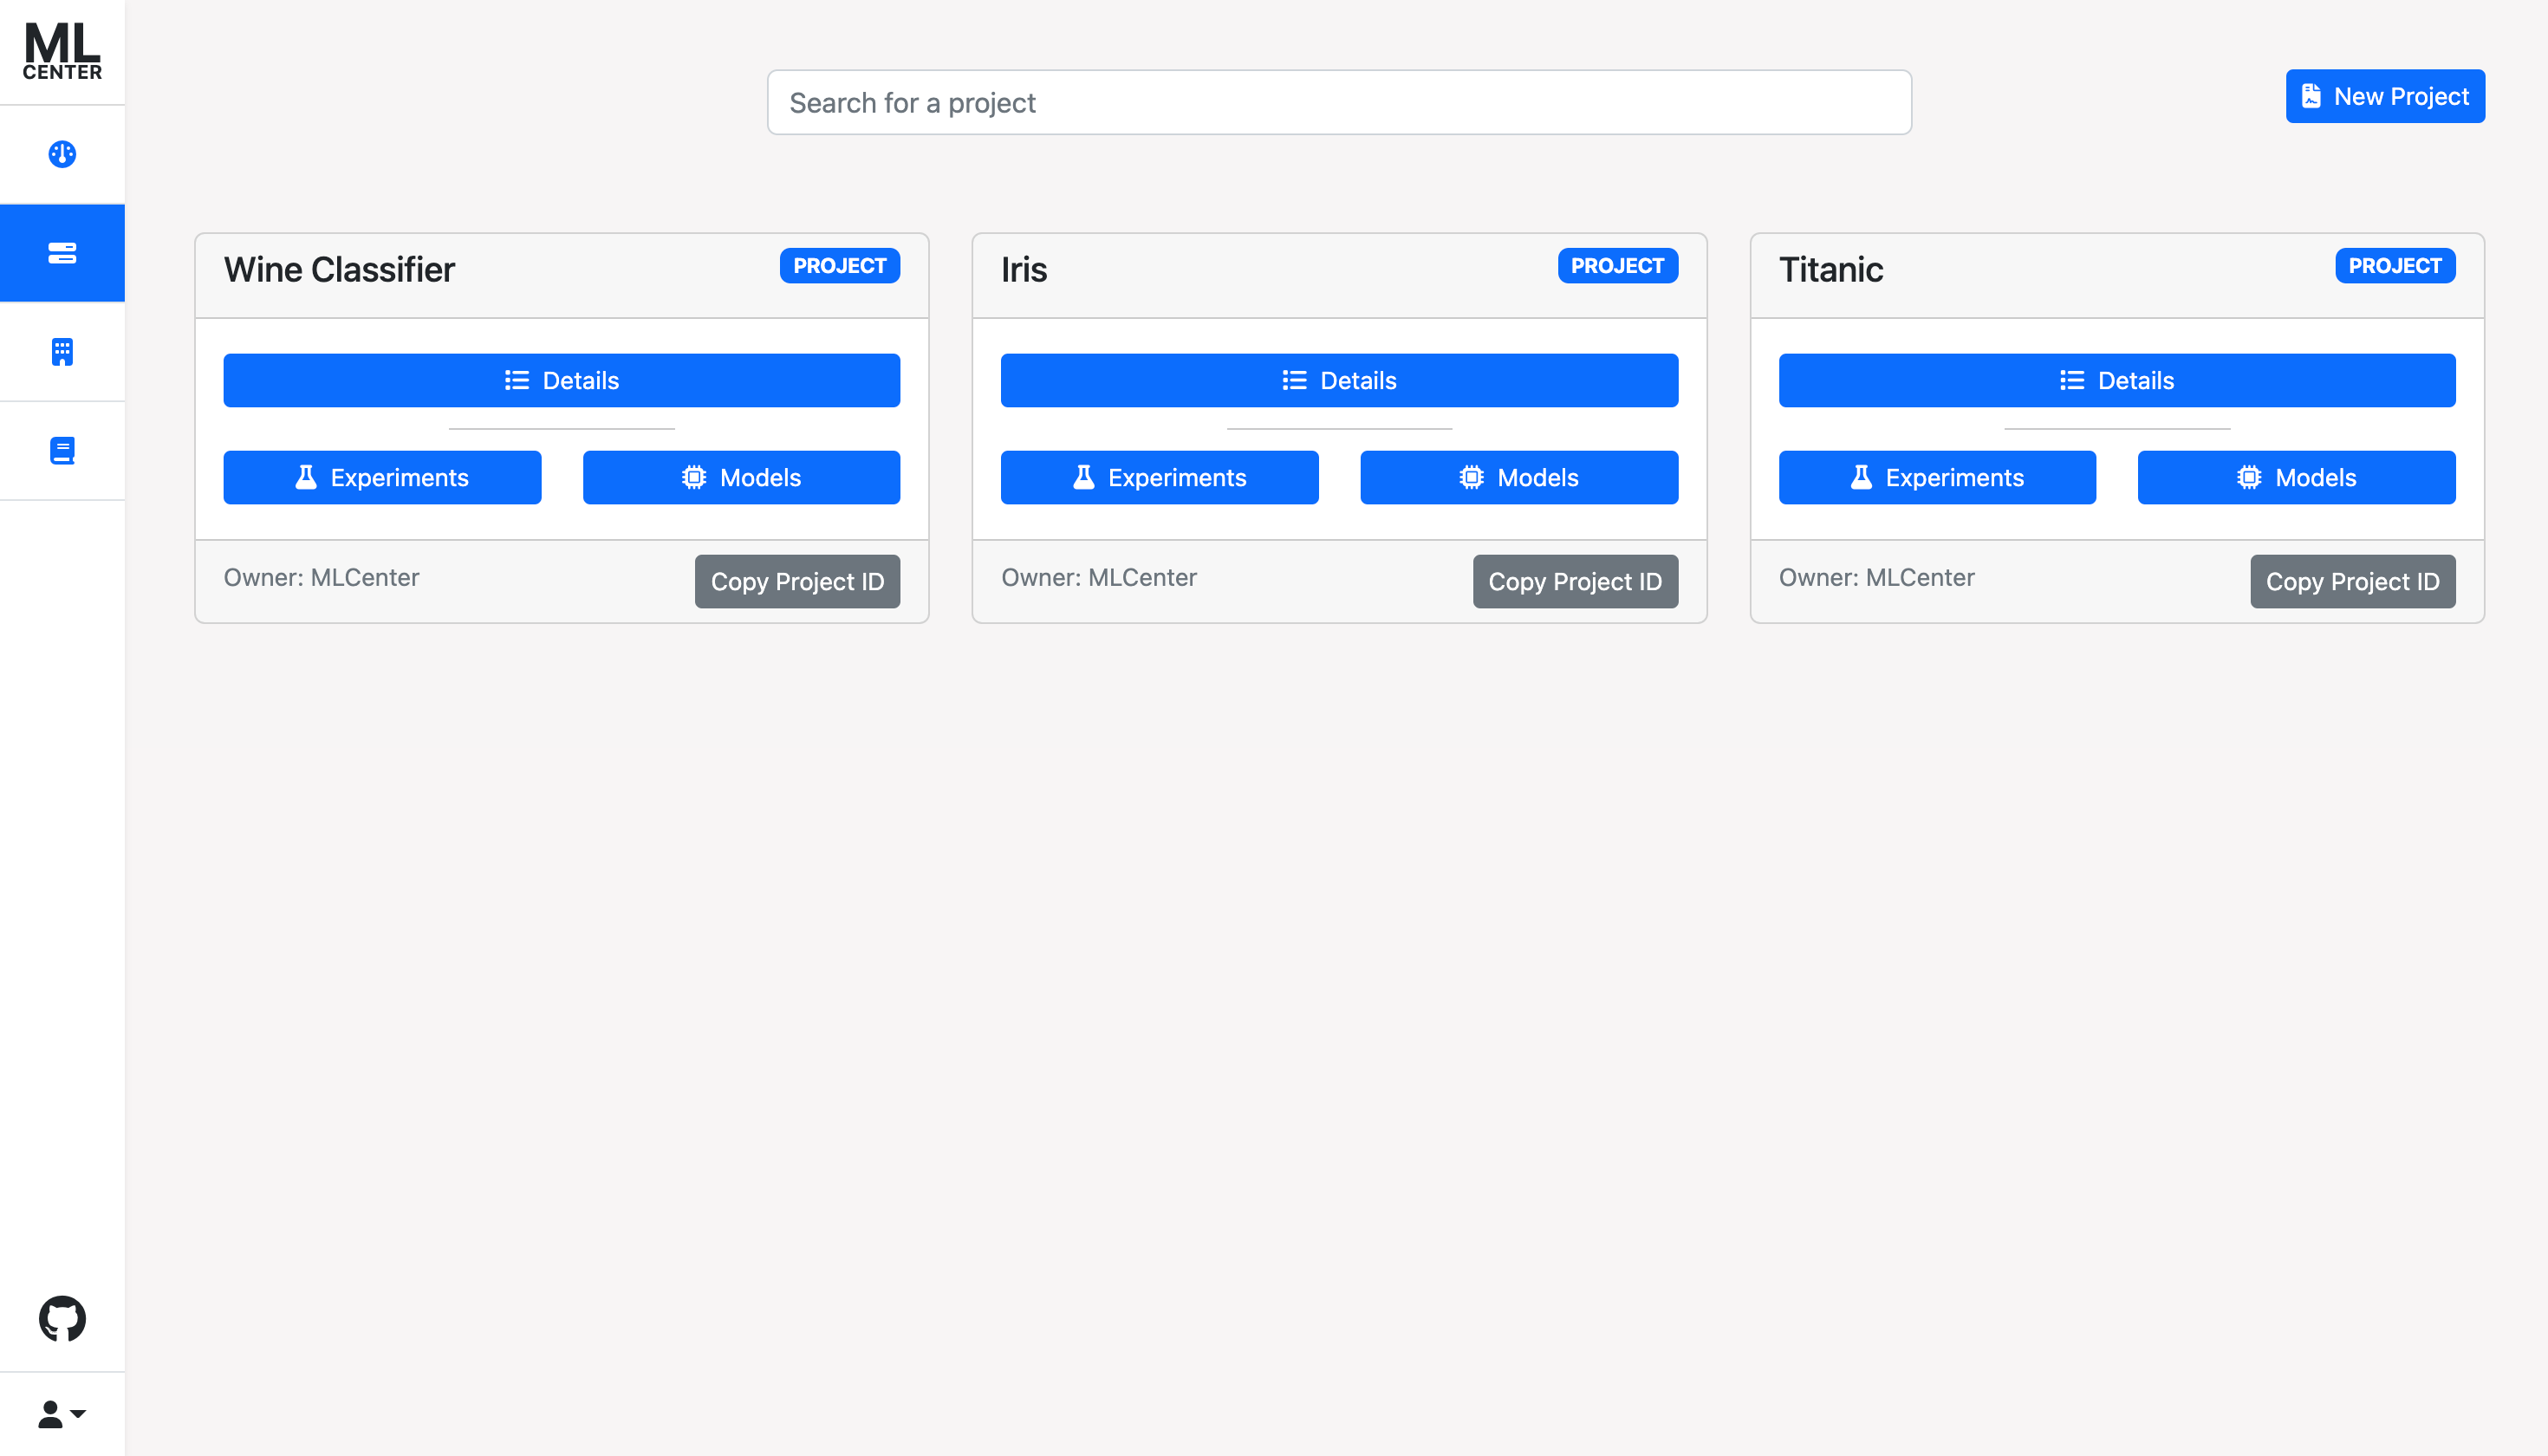 ML
CENTER
Search for a project
New Project
Wine Classifier
PROJECT
Details
Experiments
Models
Owner: MLCenter
Copy Project ID
Iris
PROJECT
Details
Experiments
Models
Owner: MLCenter
Copy Project ID
Titanic
PROJECT
Details
Experiments
Models
Owner: MLCenter
Copy Project ID